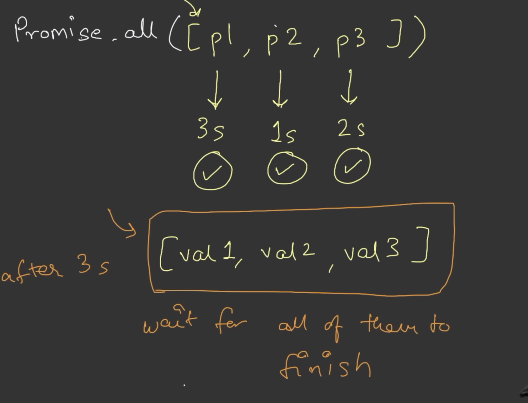 Promise.all([p1, p2, p3])
3s 1s 2s
after 3s
[val1, val2, val3]
wait for all of them to
finish